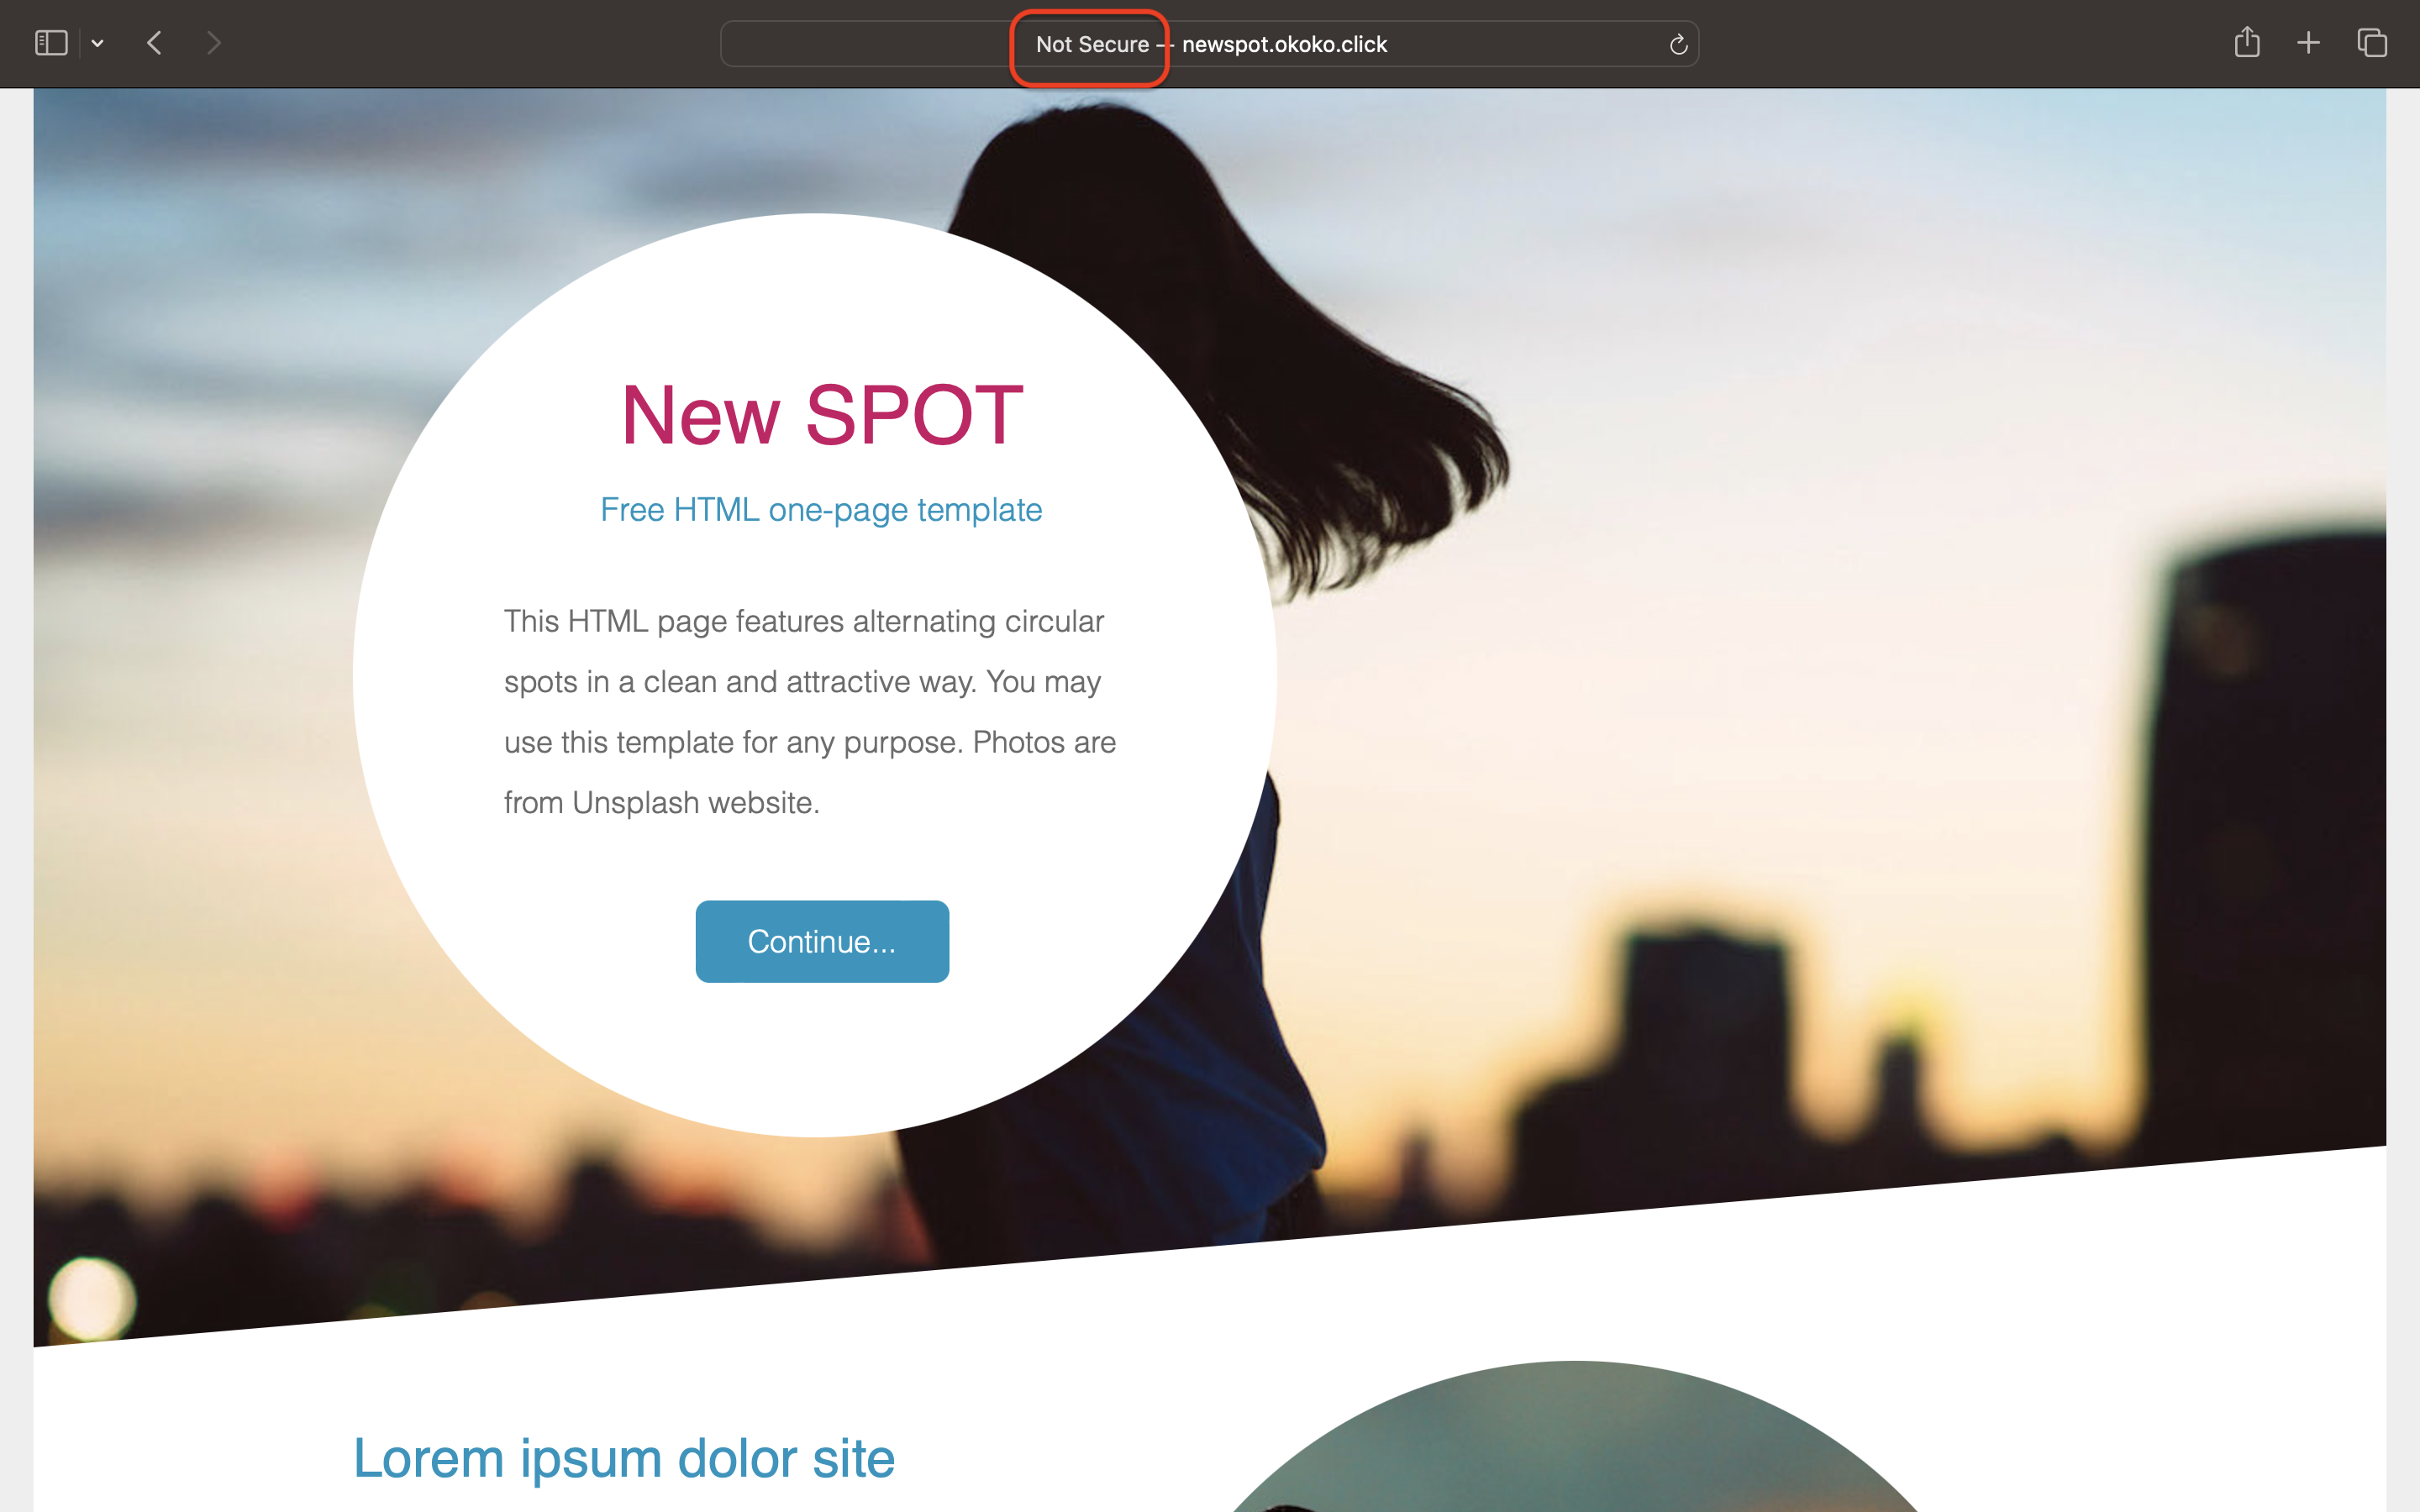 Not Secure — newspot.okoko.click
New SPOT
Free HTML one-page template
This HTML page features alternating circular
spots in a clean and attractive way. You may
use this template for any purpose. Photos are
from Unsplash website.
Continue...
Lorem ipsum dolor site